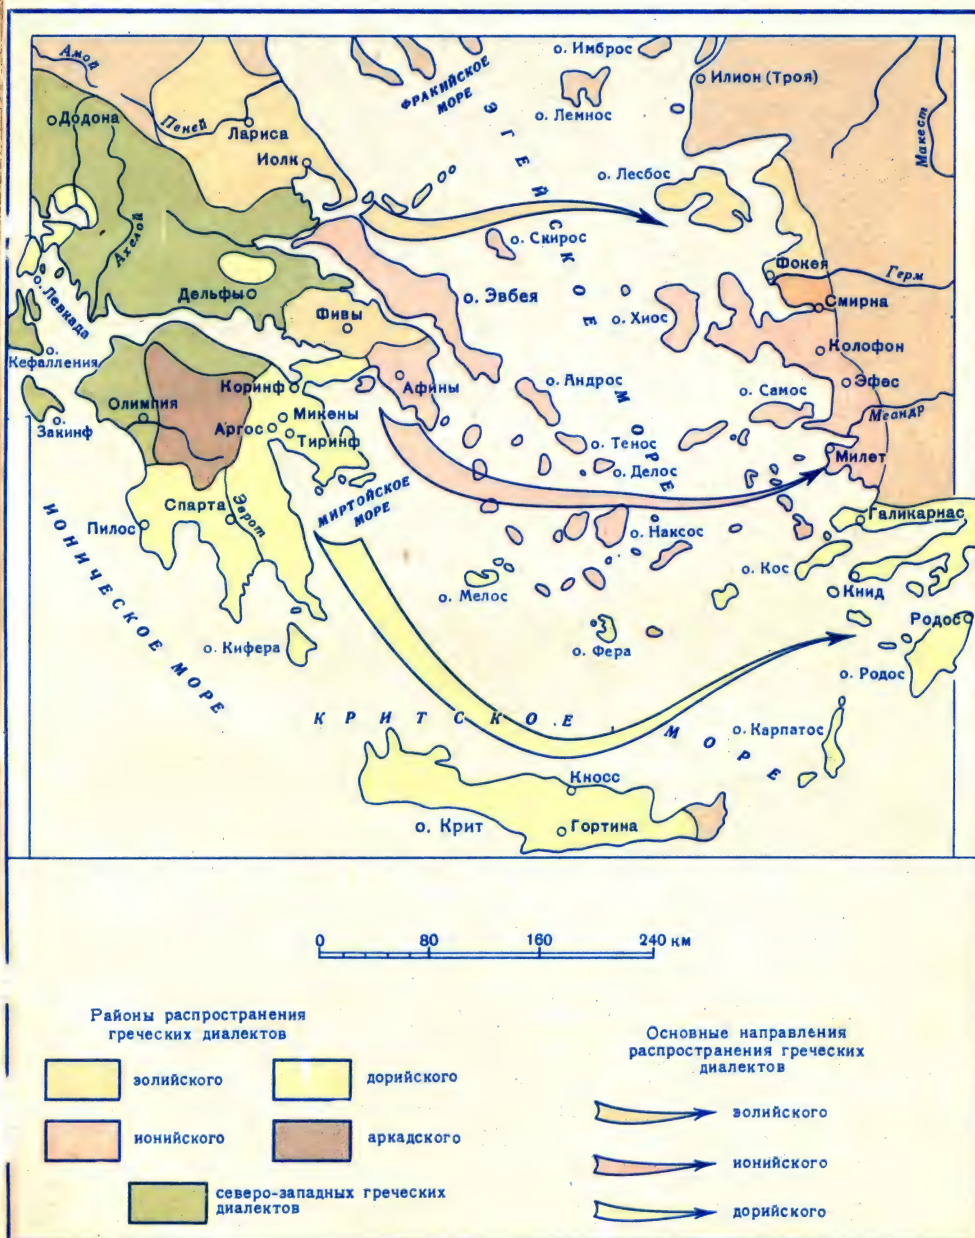 Амой
Пеней
Додона
Лариса
Иолк
Ахелой
ФРАКИЙСКОЕ
МОРЕ
ЭГЕЙСКОЕ МОРЕ
о. Имброс
о. Лемнос
Илион (Троя)
Макест
о. Лесбос
о. Скирос
Фокея
Герм
Смирна
о. Левкада
Дельфы
о. Эвбея
Фивы
о. Хиос
Колофон
о.
Кефалления
Коринф
Афины
о. Андрос
о. Самос
Эфес
Меандр
Олимпия
Микены
Аргос
Тиринф
о.
Закинф
о. Тенос
о. Делос
Милет
Спарта
Эврот
МИРТОЙСКОЕ
МОРЕ
Пилос
о. Наксос
Галикарнас
ИОНИЧЕСКОЕ МОРЕ
о. Мелос
о. Кос
Книд
Родос
о. Кифера
о. Фера
о. Родос
КРИТСКОЕ МОРЕ
о. Карпатос
Кносс
о. Крит
Гортина
0 80 160 240 км
Районы распространения
греческих диалектов
эолийского
дорийского
ионийского
аркадского
северо-западных греческих
диалектов
Основные направления
распространения греческих
диалектов
эолийского
ионийского
дорийского